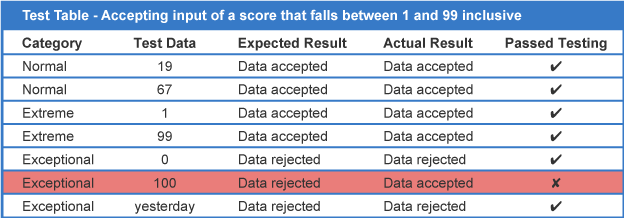 Test Table - Accepting input of a score that falls between 1 and 99 inclusive
Category Test Data Expected Result Actual Result Passed Testing
Normal 19 Data accepted Data accepted ✔
Normal 67 Data accepted Data accepted ✔
Extreme 1 Data accepted Data accepted ✔
Extreme 99 Data accepted Data accepted ✔
Exceptional 0 Data rejected Data rejected ✔
Exceptional 100 Data rejected Data accepted ✘
Exceptional yesterday Data rejected Data rejected ✔